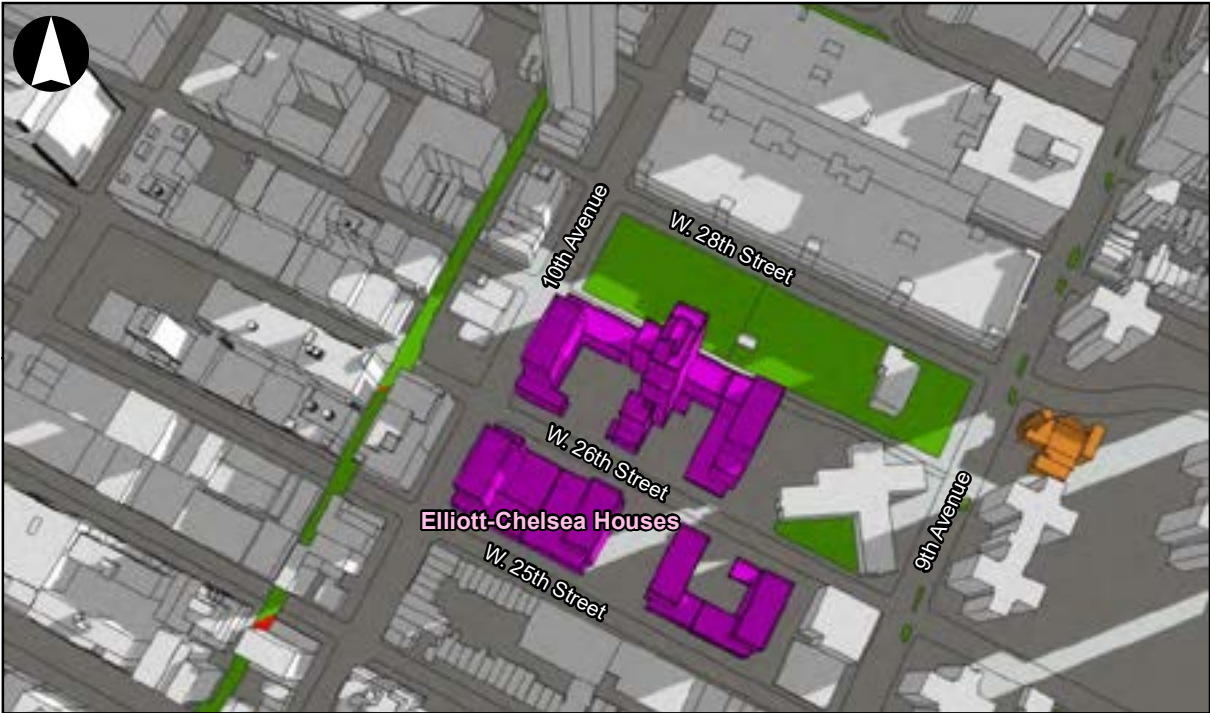 10th Avenue
W. 28th Street
W. 26th Street
Elliott-Chelsea Houses
W. 25th Street
9th Avenue